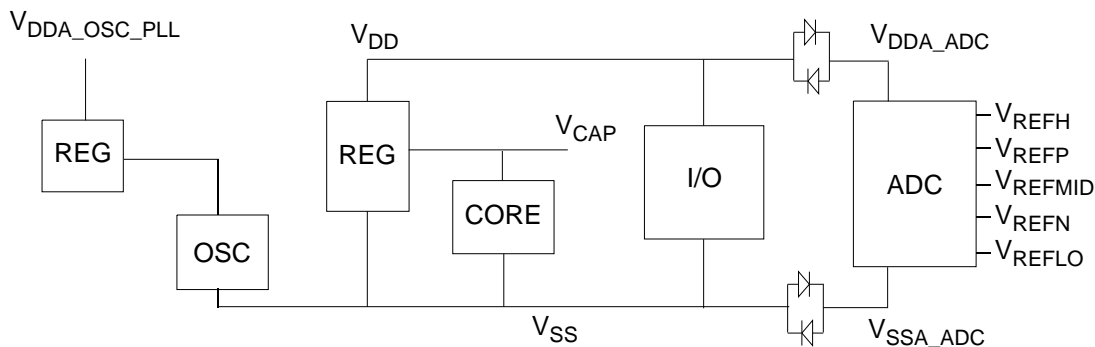 VDDA_OSC_PLL
VDD
VDDA_ADC
REG
REG
VCAP
CORE
OSC
I/O
ADC
VREFH
VREFP
VREFMID
VREFN
VREFLO
VSS
VSSA_ADC